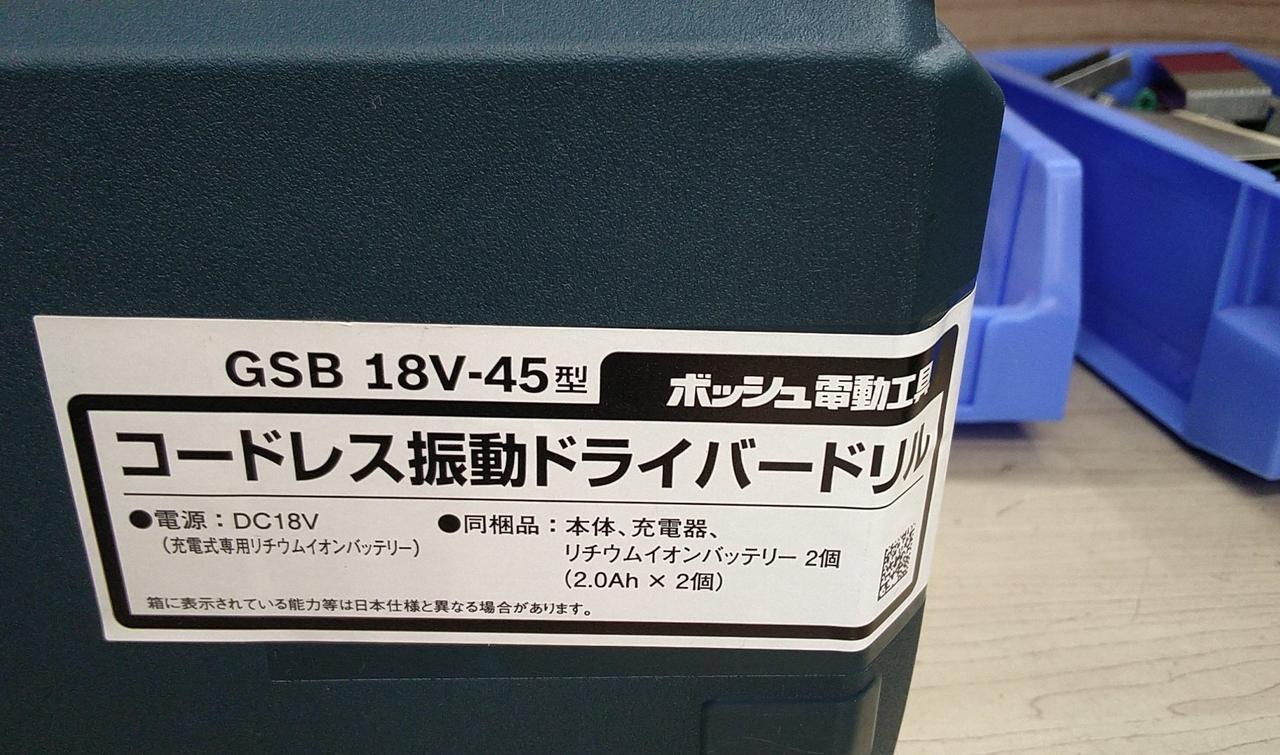 GSB 18V-45型
ボッシュ電動工具
コードレス振動ドライバードリル
●電源：DC18V
（充電式専用リチウムイオンバッテリー）
●同梱品：本体、充電器、
リチウムイオンバッテリー 2個
（2.0Ah × 2個）
箱に表示されている能力等は日本仕様と異なる場合があります。